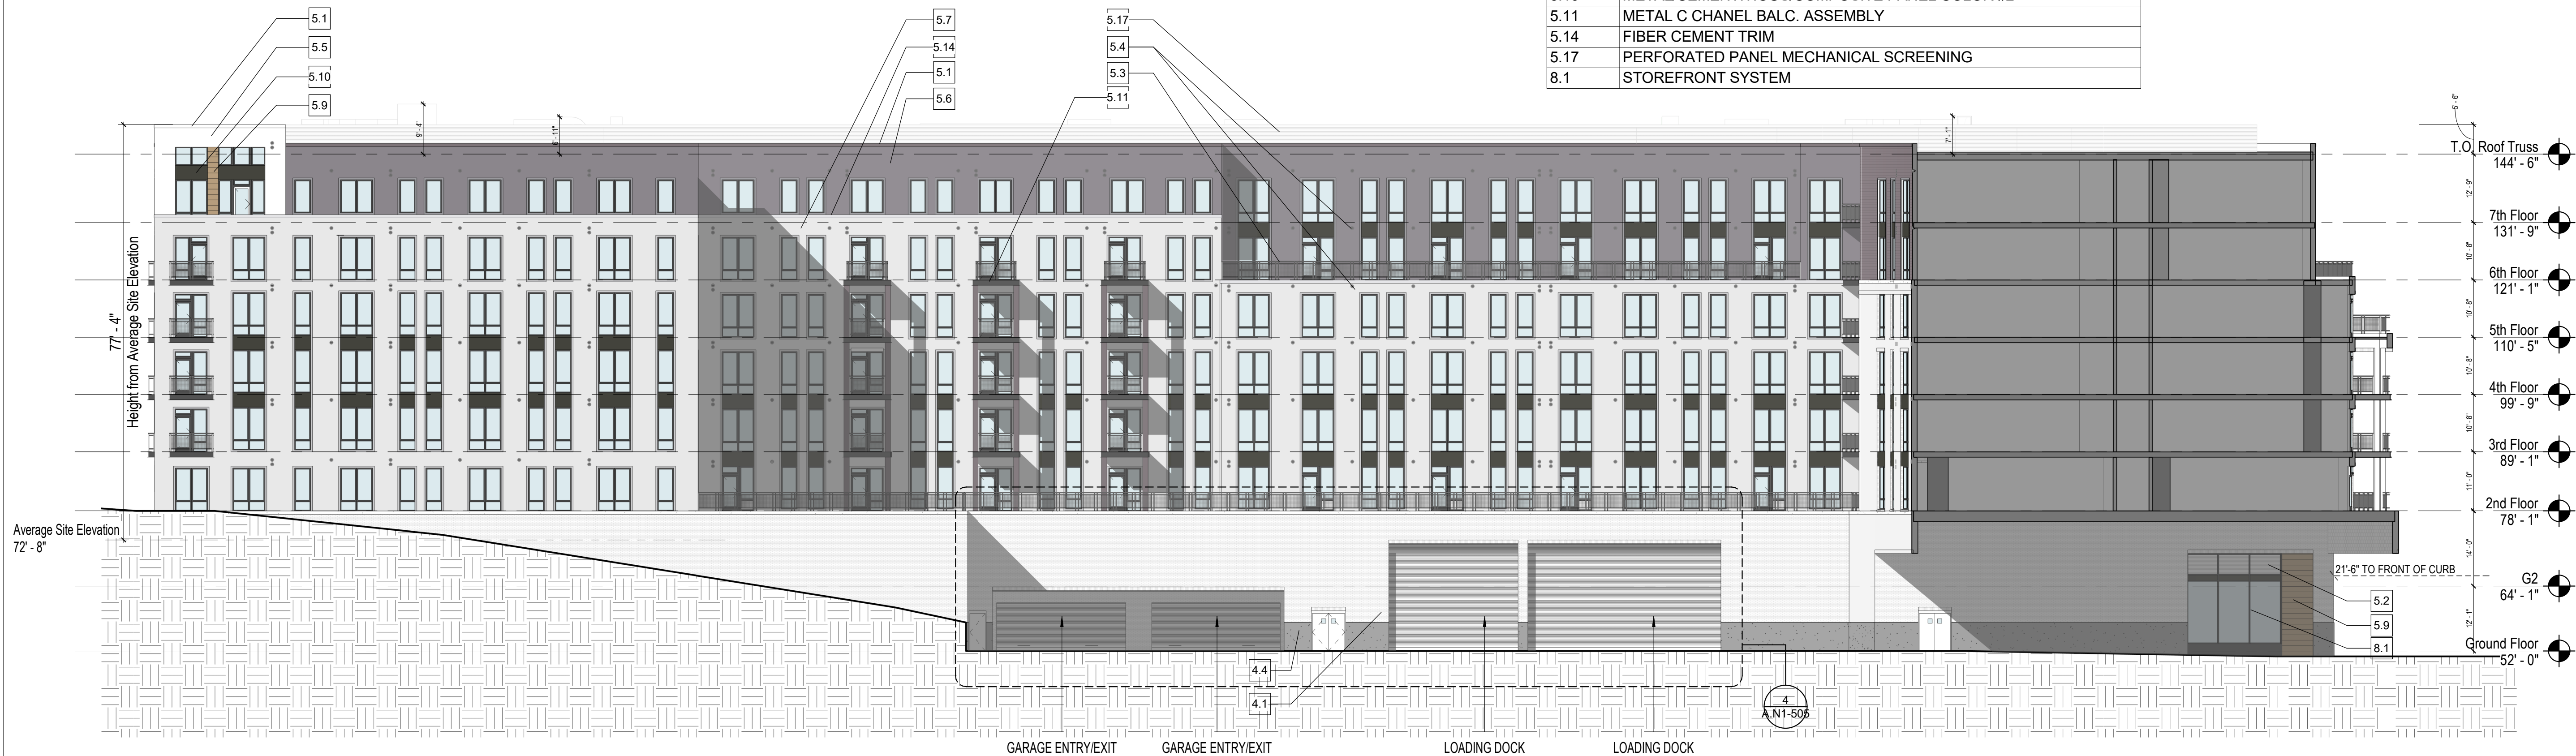 5.11 METAL C CHANEL BALC. ASSEMBLY
5.14 FIBER CEMENT TRIM
5.17 PERFORATED PANEL MECHANICAL SCREENING
8.1 STOREFRONT SYSTEM
5.1
5.5
5.10
5.9
5.7
5.14
5.1
5.6
5.17
5.4
5.3
5.11
9' - 4"
6' - 11"
7' - 1"
5' - 6"
T.O. Roof Truss
144' - 6"
12' - 9"
7th Floor
131' - 9"
10' - 8"
6th Floor
121' - 1"
10' - 8"
5th Floor
110' - 5"
10' - 8"
4th Floor
99' - 9"
10' - 8"
3rd Floor
89' - 1"
11' - 0"
2nd Floor
78' - 1"
14' - 0"
G2
64' - 1"
12' - 1"
Ground Floor
52' - 0"
77' - 4"
Height from Average Site Elevation
Average Site Elevation
72' - 8"
21'-6" TO FRONT OF CURB
5.2
5.9
8.1
4.4
4.1
4
A.N1-505
GARAGE ENTRY/EXIT
GARAGE ENTRY/EXIT
LOADING DOCK
LOADING DOCK